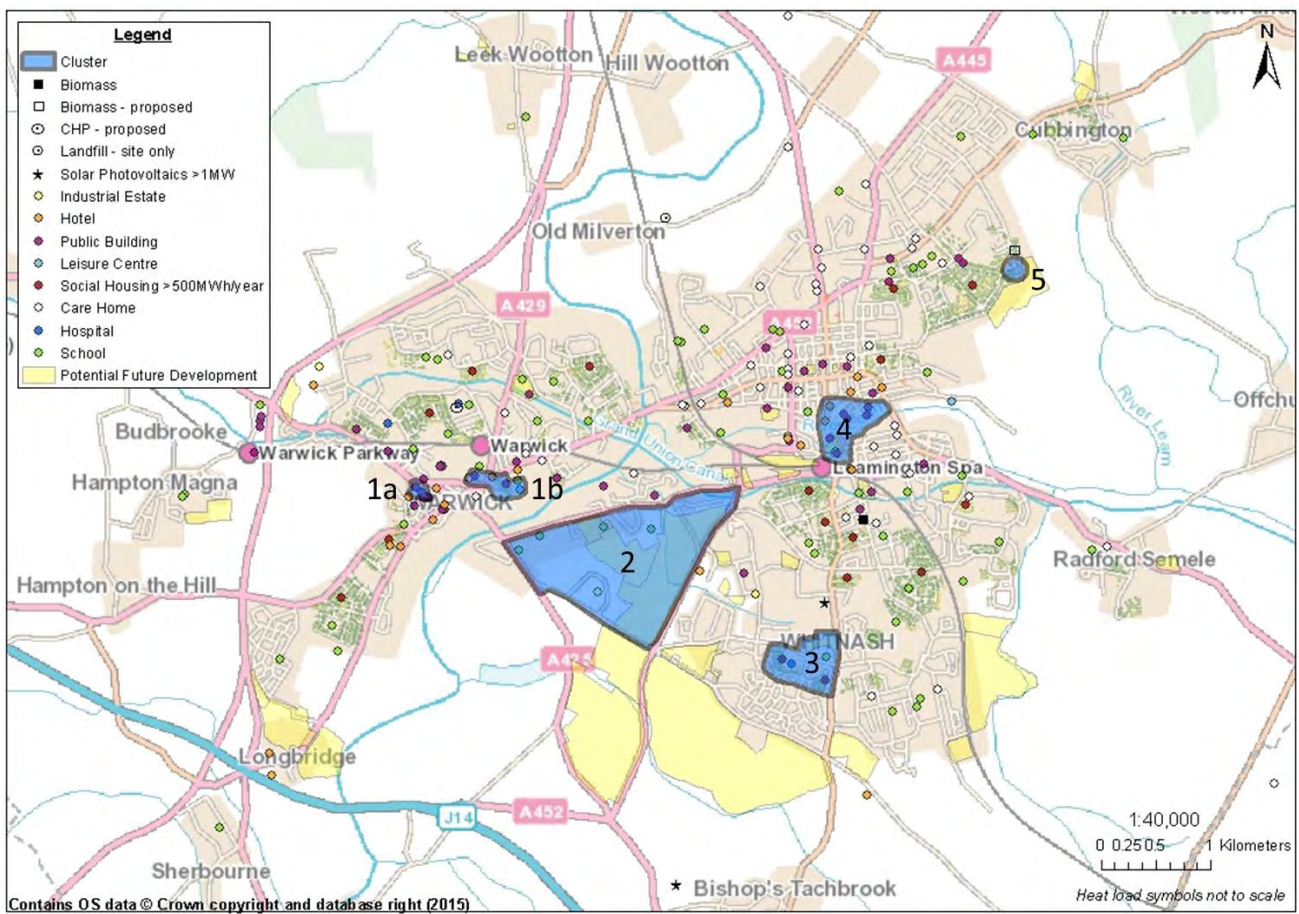 Legend
Cluster
Biomass
Biomass - proposed
CHP - proposed
Landfill - site only
Solar Photovoltaics >1MW
Industrial Estate
Hotel
Public Building
Leisure Centre
Social Housing >500MWh/year
Care Home
Hospital
School
Potential Future Development
N
Leek Wootton
Hill Wootton
A445
Cubbington
Old Milverton
A429
5
Budbrooke
Warwick Parkway
Warwick
Grand Union Canal
River Leam
Offchu
4
Leamington Spa
Hampton Magna
1a
1b
WARWICK
2
Radford Semele
Hampton on the Hill
WHITNASH
3
A425
Longbridge
J14
A452
1:40,000
0 0.25 0.5 1 Kilometers
Sherbourne
Bishop's Tachbrook
Heat load symbols not to scale
Contains OS data © Crown copyright and database right (2015)